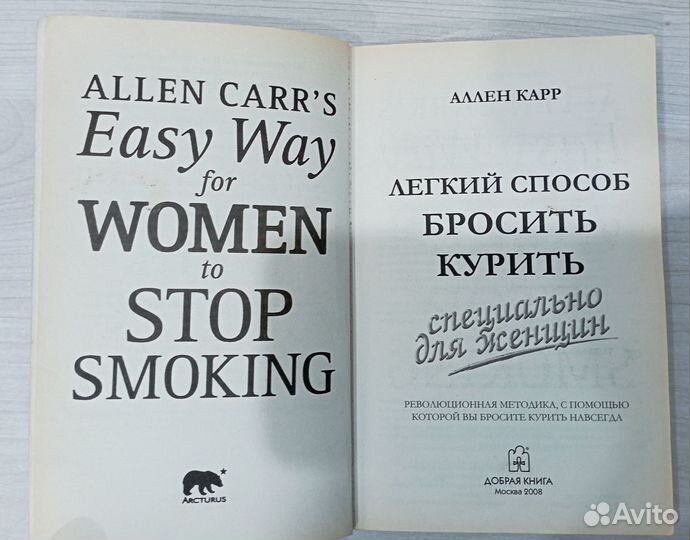 ALLEN CARR'S
Easy Way
for
WOMEN
to
STOP
SMOKING
ARCTURUS
АЛЛЕН КАРР
ЛЕГКИЙ СПОСОБ
БРОСИТЬ
КУРИТЬ
специально
для женщин
РЕВОЛЮЦИОННАЯ МЕТОДИКА, С ПОМОЩЬЮ
КОТОРОЙ ВЫ БРОСИТЕ КУРИТЬ НАВСЕГДА
ДОБРАЯ КНИГА
Москва 2008
Avito